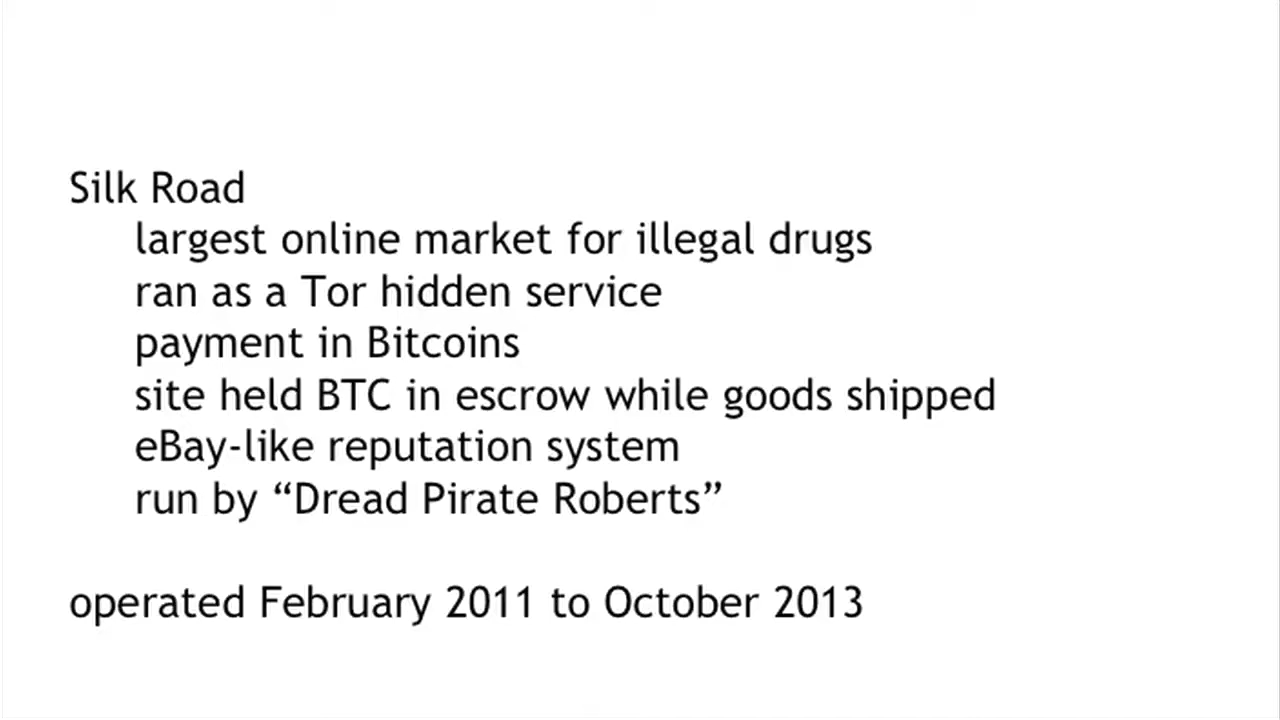 Silk Road
largest online market for illegal drugs
ran as a Tor hidden service
payment in Bitcoins
site held BTC in escrow while goods shipped
eBay-like reputation system
run by “Dread Pirate Roberts”
operated February 2011 to October 2013